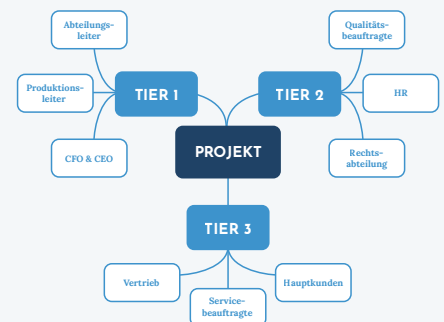 Abteilungs-
leiter
Qualitäts-
beauftragte
Produktions-
leiter
TIER 1
TIER 2
HR
PROJEKT
CFO & CEO
Rechts-
abteilung
TIER 3
Vertrieb
Service-
beauftragte
Hauptkunden